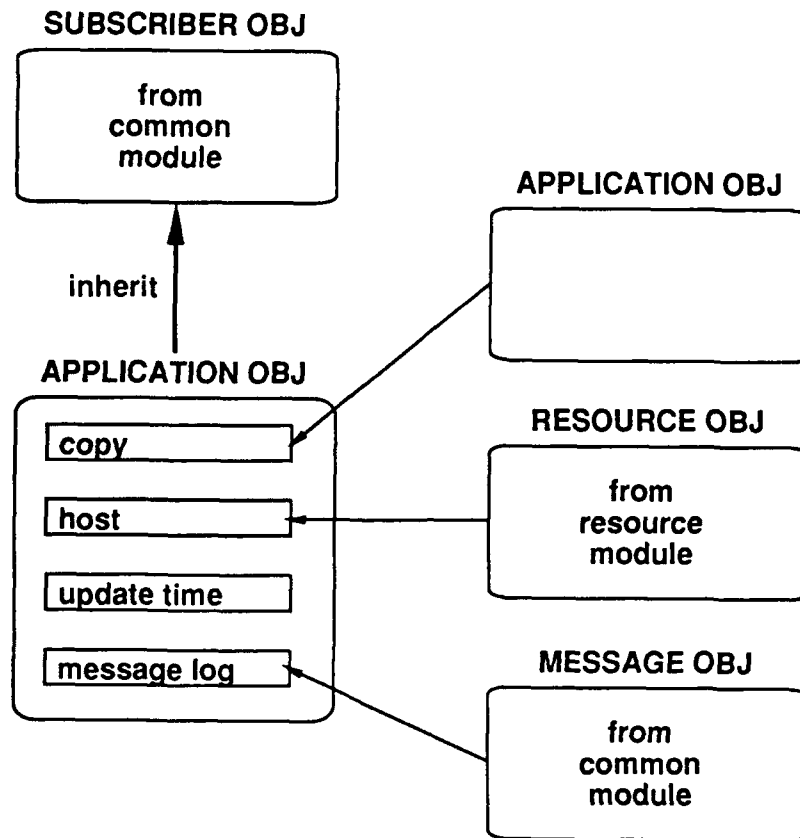 SUBSCRIBER OBJ
from
common
module
inherit
APPLICATION OBJ
copy
host
update time
message log
APPLICATION OBJ
RESOURCE OBJ
from
resource
module
MESSAGE OBJ
from
common
module